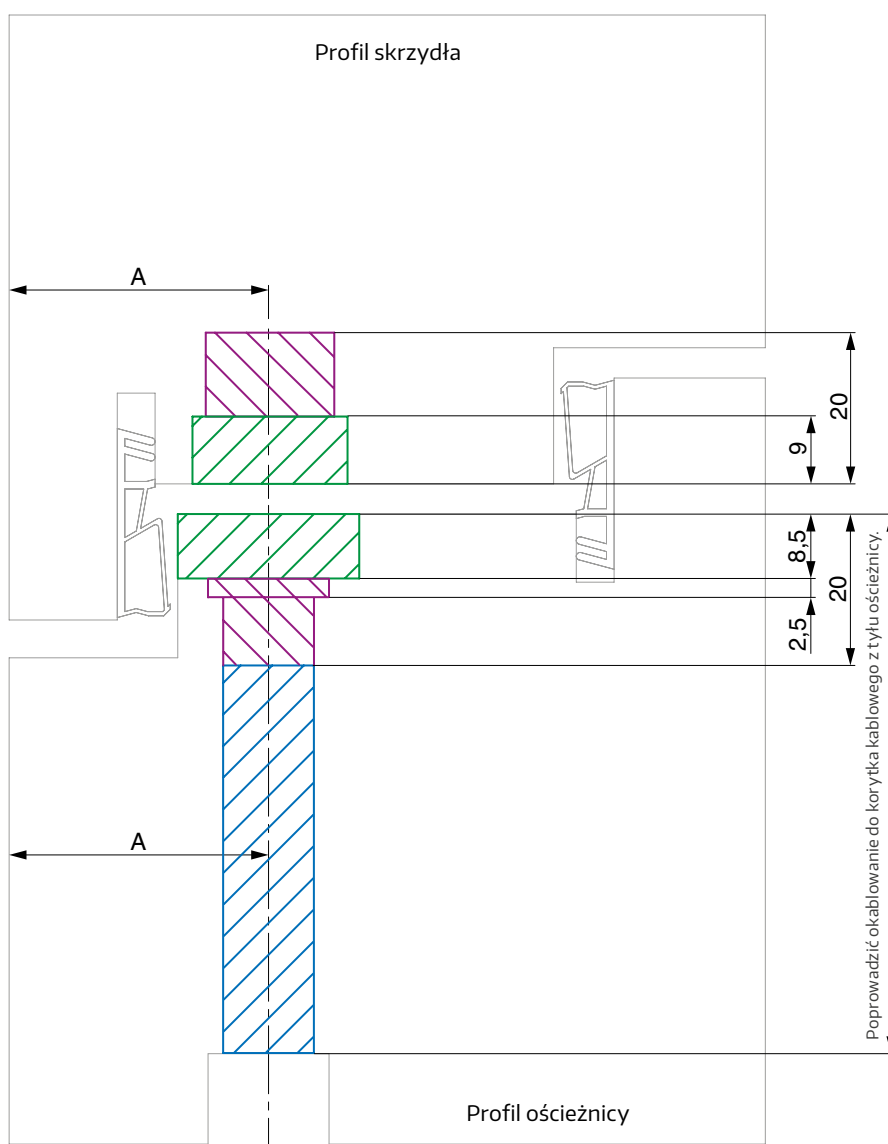 Profil skrzydła
A
20
9
8,5
20
2,5
Poprowadzić okablowanie do korytka kablowego z tyłu ościeżnicy.
A
Profil ościeżnicy